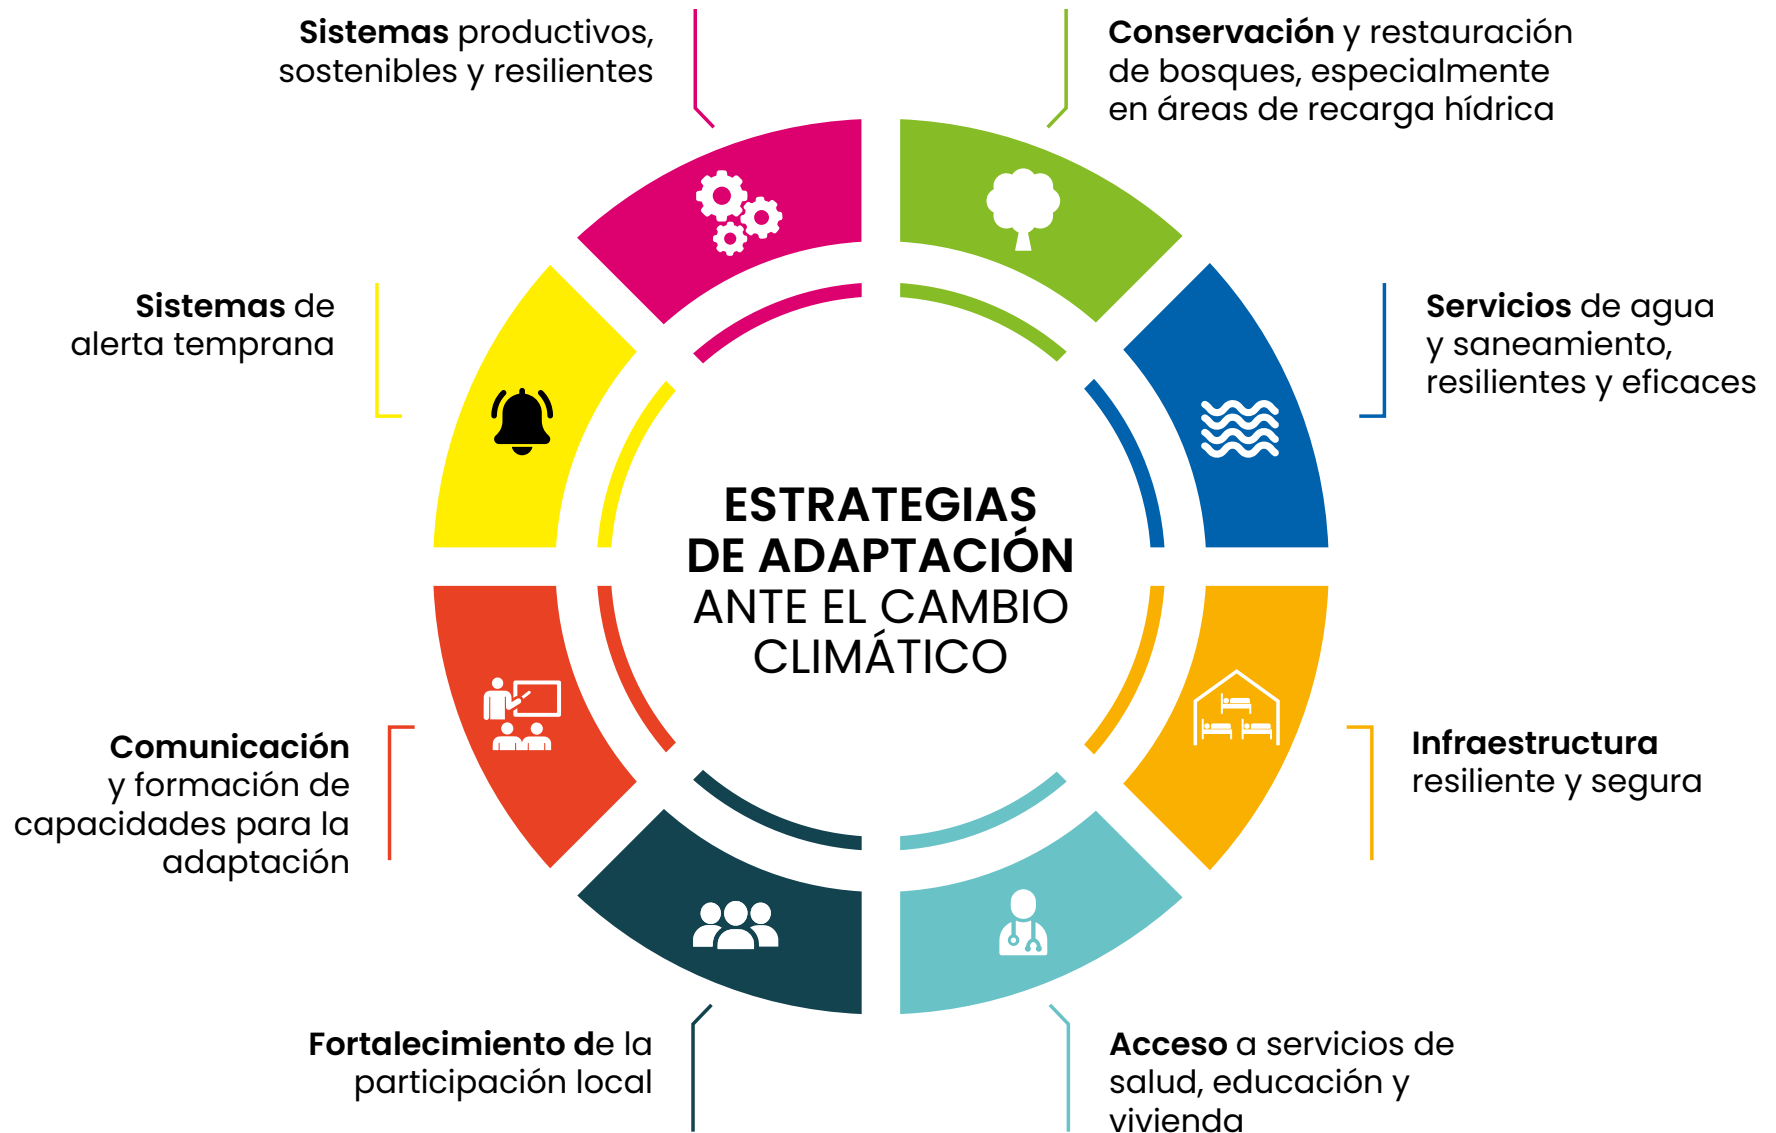 Sistemas productivos,
sostenibles y resilientes
Conservación y restauración
de bosques, especialmente
en áreas de recarga hídrica
Sistemas de
alerta temprana
Servicios de agua
y saneamiento,
resilientes y eficaces
ESTRATEGIAS
DE ADAPTACIÓN
ANTE EL CAMBIO
CLIMÁTICO
Comunicación
y formación de
capacidades para la
adaptación
Infraestructura
resiliente y segura
Fortalecimiento de la
participación local
Acceso a servicios de
salud, educación y
vivienda